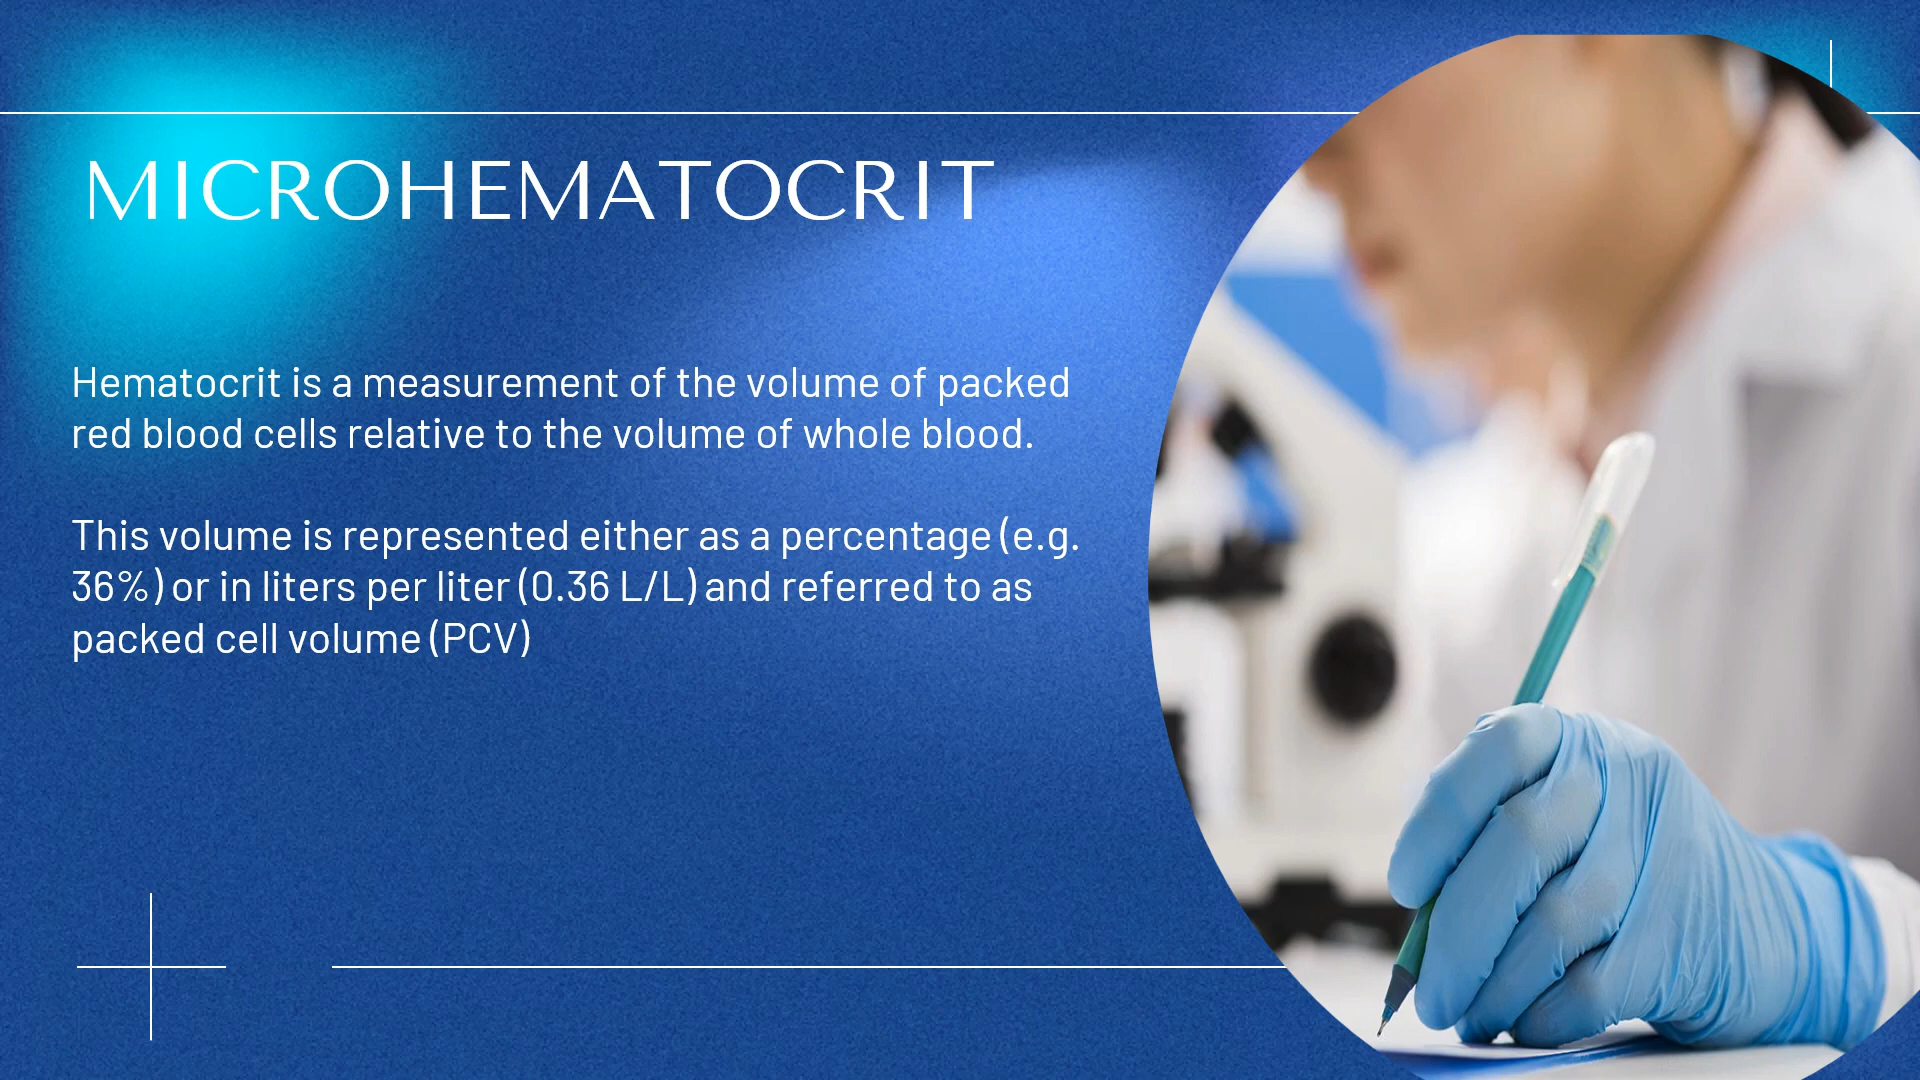 MICROHEMATOCRIT
Hematocrit is a measurement of the volume of packed
red blood cells relative to the volume of whole blood.
This volume is represented either as a percentage (e.g.
36%) or in liters per liter (0.36 L/L) and referred to as
packed cell volume (PCV)